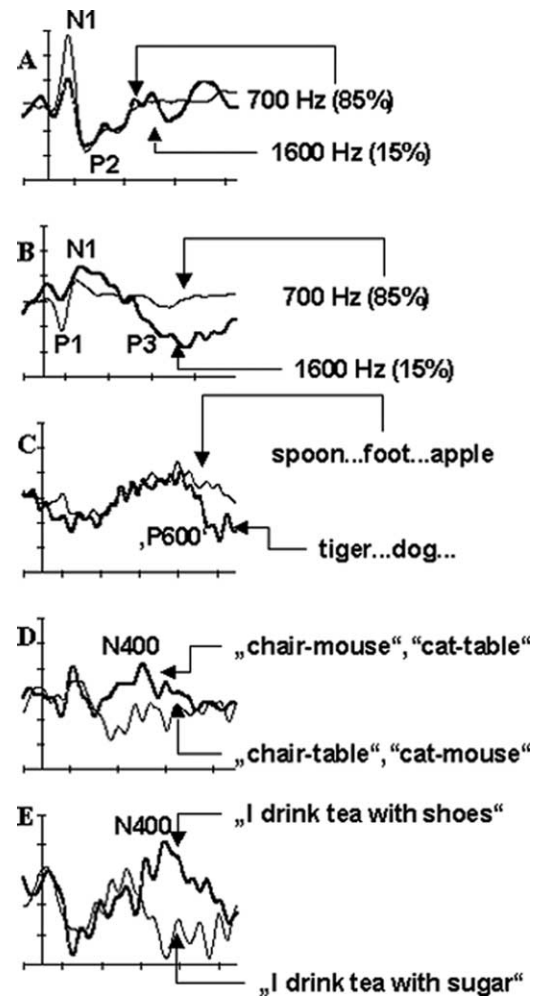 N1
A
700 Hz (85%)
P2
1600 Hz (15%)
B
N1
700 Hz (85%)
P1
P3
1600 Hz (15%)
C
spoon...foot...apple
‚P600‘
tiger...dog...
D
N400
„chair-mouse“,“cat-table“
„chair-table“,“cat-mouse“
E
N400
„I drink tea with shoes“
„I drink tea with sugar“